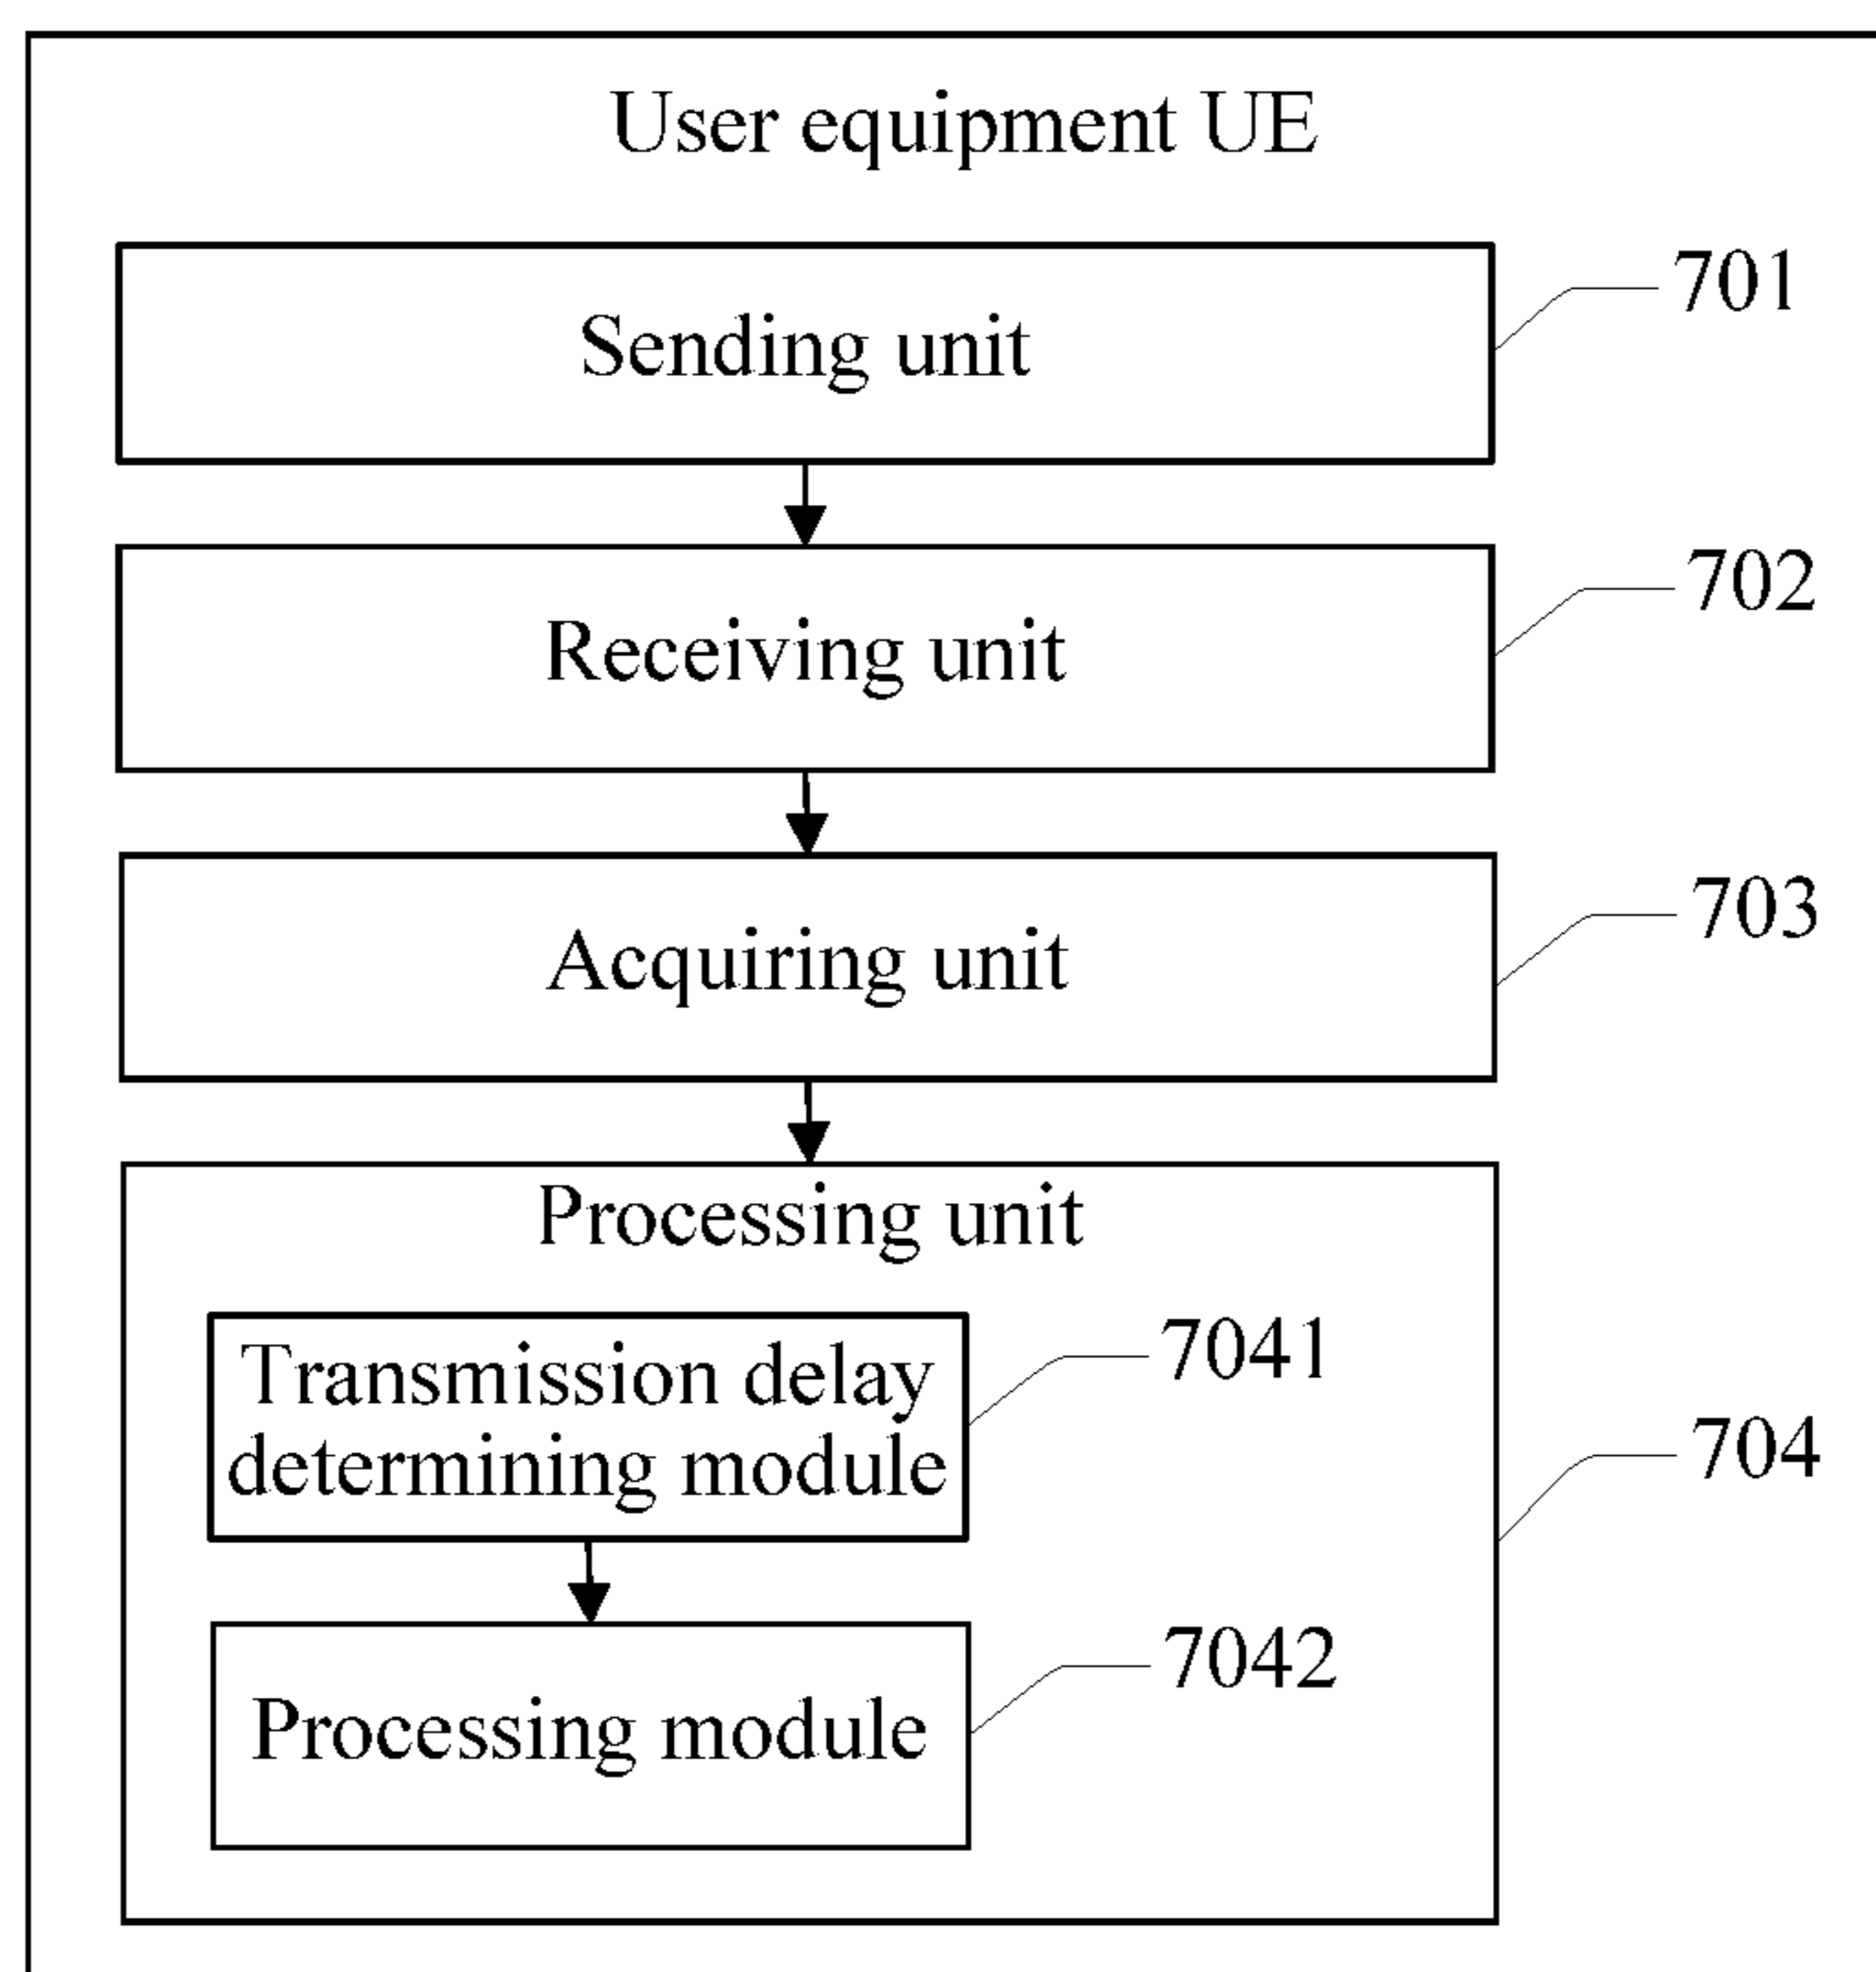 User equipment UE
Sending unit
701
Receiving unit
702
Acquiring unit
703
Processing unit
Transmission delay
determining module
7041
704
Processing module
7042